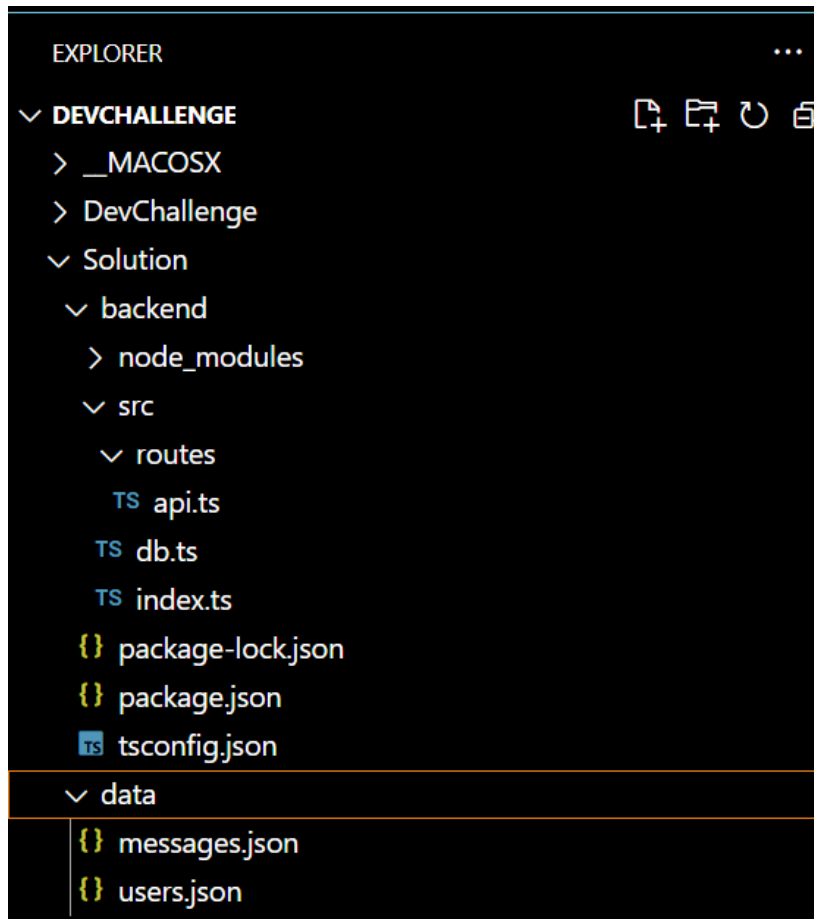 EXPLORER
DEVCHALLENGE
__MACOSX
DevChallenge
Solution
backend
node_modules
src
routes
TS api.ts
TS db.ts
TS index.ts
{} package-lock.json
{} package.json
TS tsconfig.json
data
{} messages.json
{} users.json